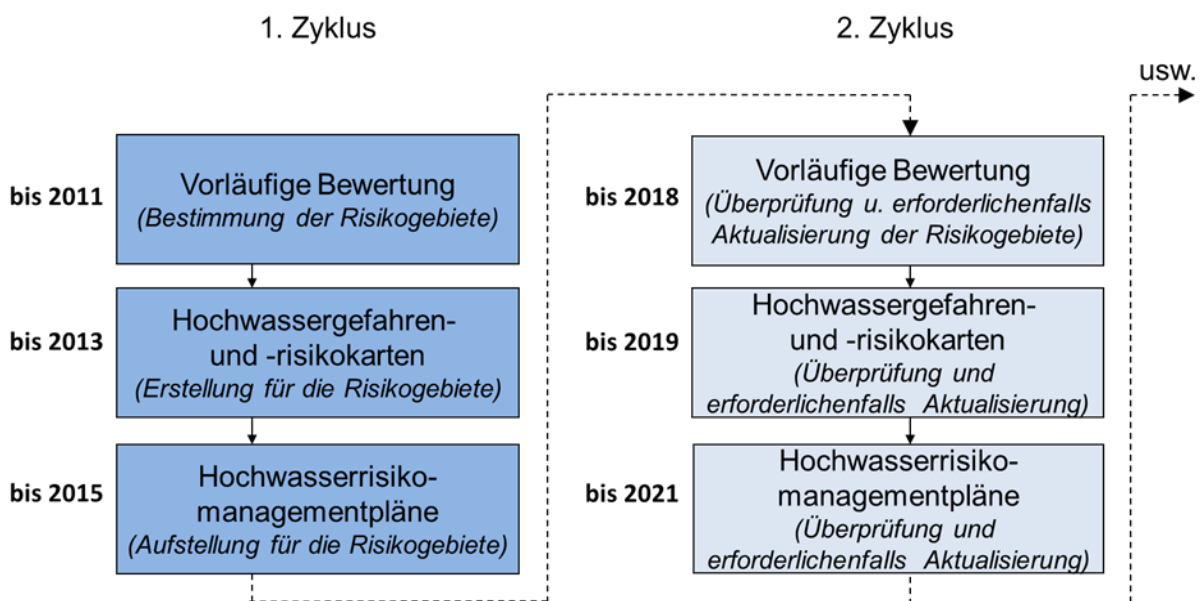 1. Zyklus
bis 2011
Vorläufige Bewertung
(Bestimmung der Risikogebiete)
bis 2013
Hochwassergefahren-
und -risikokarten
(Erstellung für die Risikogebiete)
bis 2015
Hochwasserrisiko-
managementpläne
(Aufstellung für die Risikogebiete)
2. Zyklus
usw.
bis 2018
Vorläufige Bewertung
(Überprüfung u. erforderlichenfalls
Aktualisierung der Risikogebiete)
bis 2019
Hochwassergefahren-
und -risikokarten
(Überprüfung und
erforderlichenfalls Aktualisierung)
bis 2021
Hochwasserrisiko-
managementpläne
(Überprüfung und
erforderlichenfalls Aktualisierung)